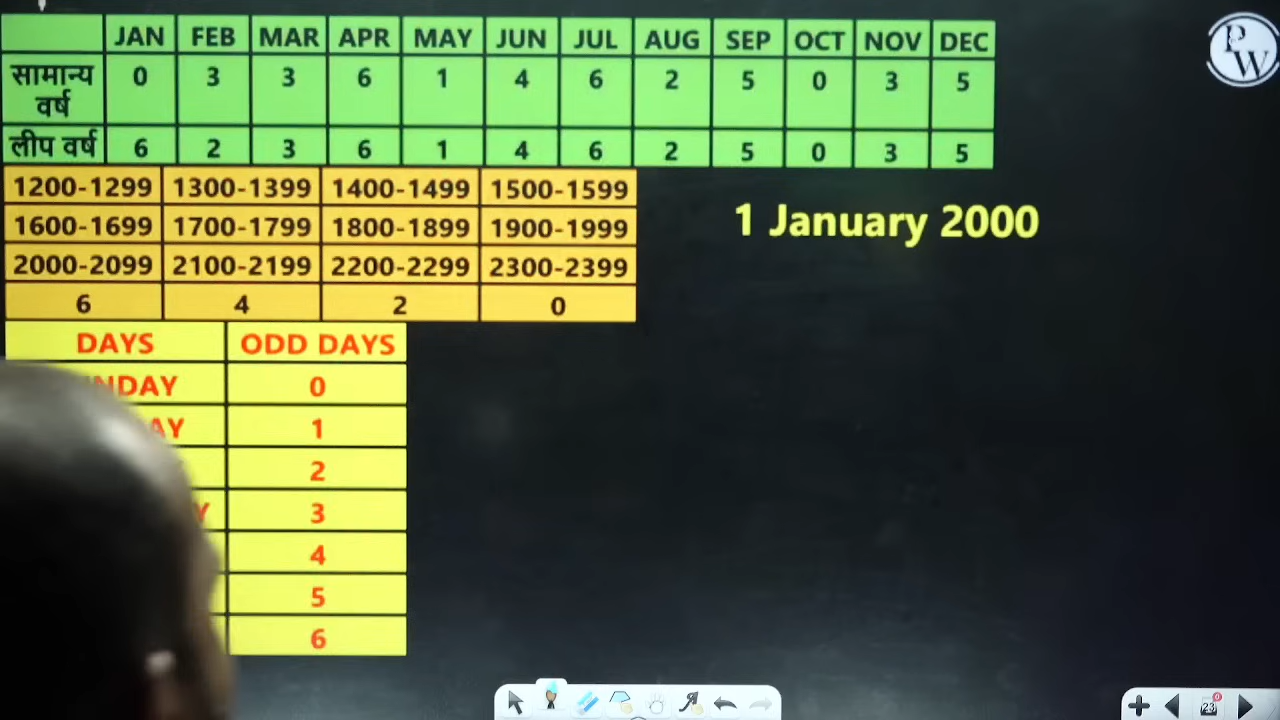 JAN FEB MAR APR MAY JUN JUL AUG SEP OCT NOV DEC
सामान्य वर्ष 0 3 3 6 1 4 6 2 5 0 3 5
लीप वर्ष 6 2 3 6 1 4 6 2 5 0 3 5
1200-1299 1300-1399 1400-1499 1500-1599
1600-1699 1700-1799 1800-1899 1900-1999
2000-2099 2100-2199 2200-2299 2300-2399
6 4 2 0
1 January 2000
DAYS ODD DAYS
0
1
2
3
4
5
6
PW
23